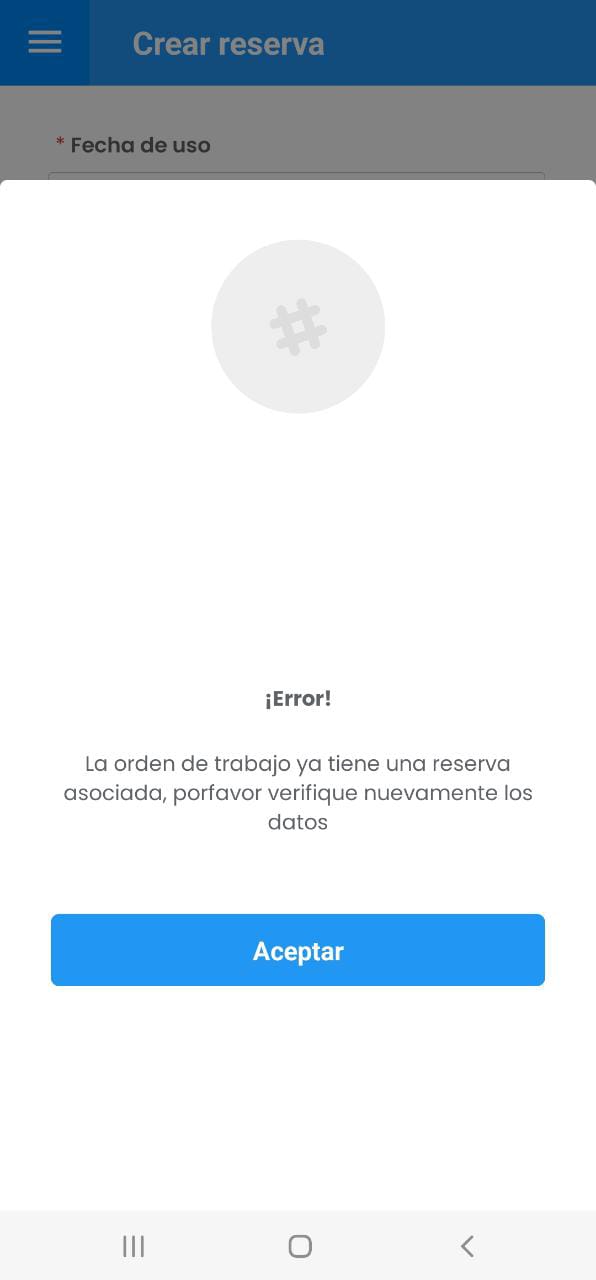 Crear reserva
* Fecha de uso
#
¡Error!
La orden de trabajo ya tiene una reserva
asociada, porfavor verifique nuevamente los
datos
Aceptar